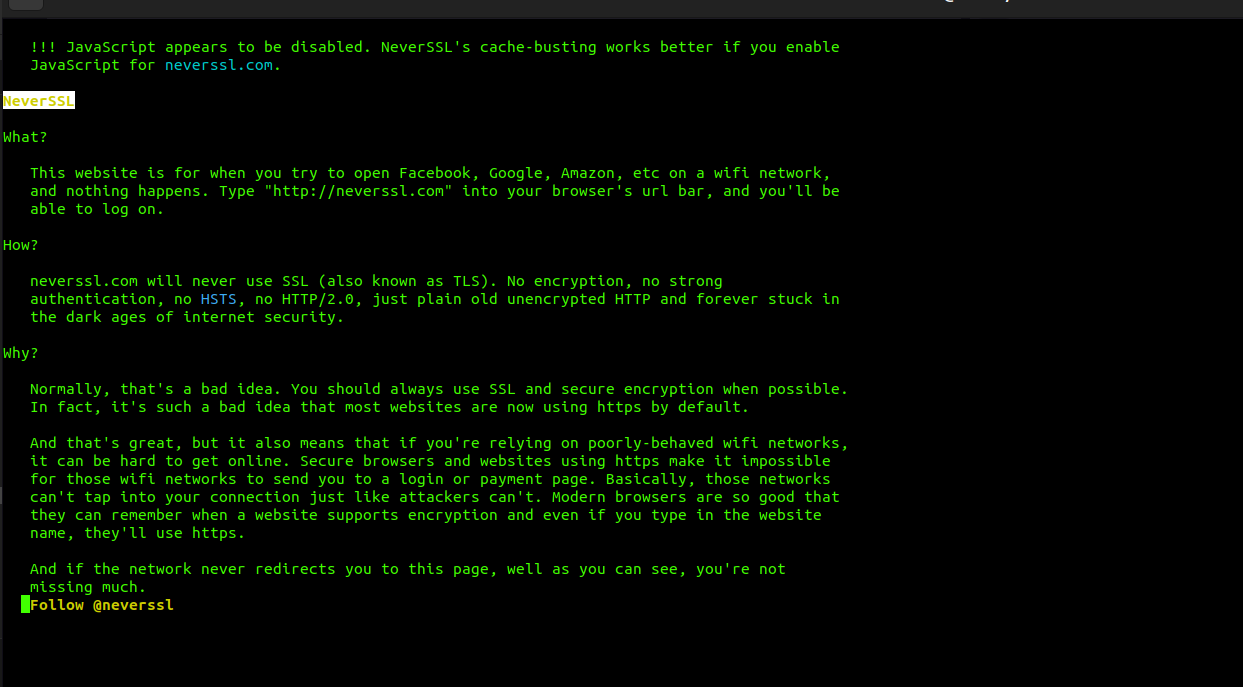 !!! JavaScript appears to be disabled. NeverSSL's cache-busting works better if you enable
JavaScript for neverssl.com.
NeverSSL
What?
This website is for when you try to open Facebook, Google, Amazon, etc on a wifi network,
and nothing happens. Type "http://neverssl.com" into your browser's url bar, and you'll be
able to log on.
How?
neverssl.com will never use SSL (also known as TLS). No encryption, no strong
authentication, no HSTS, no HTTP/2.0, just plain old unencrypted HTTP and forever stuck in
the dark ages of internet security.
Why?
Normally, that's a bad idea. You should always use SSL and secure encryption when possible.
In fact, it's such a bad idea that most websites are now using https by default.
And that's great, but it also means that if you're relying on poorly-behaved wifi networks,
it can be hard to get online. Secure browsers and websites using https make it impossible
for those wifi networks to send you to a login or payment page. Basically, those networks
can't tap into your connection just like attackers can't. Modern browsers are so good that
they can remember when a website supports encryption and even if you type in the website
name, they'll use https.
And if the network never redirects you to this page, well as you can see, you're not
missing much.
Follow @neverssl